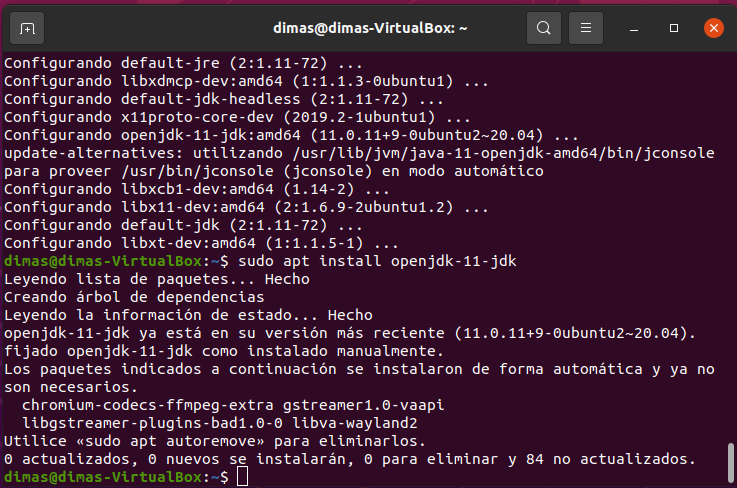 dimas@dimas-VirtualBox: ~
Configurando default-jre (2:1.11-72) ...
Configurando libxdmcp-dev:amd64 (1:1.1.3-0ubuntu1) ...
Configurando default-jdk-headless (2:1.11-72) ...
Configurando x11proto-core-dev (2019.2-1ubuntu1) ...
Configurando openjdk-11-jdk:amd64 (11.0.11+9-0ubuntu2~20.04) ...
update-alternatives: utilizando /usr/lib/jvm/java-11-openjdk-amd64/bin/jconsole
para proveer /usr/bin/jconsole (jconsole) en modo automático
Configurando libxcb1-dev:amd64 (1.14-2) ...
Configurando libx11-dev:amd64 (2:1.6.9-2ubuntu1.2) ...
Configurando default-jdk (2:1.11-72) ...
Configurando libxt-dev:amd64 (1:1.1.5-1) ...
dimas@dimas-VirtualBox:~$ sudo apt install openjdk-11-jdk
Leyendo lista de paquetes... Hecho
Creando árbol de dependencias
Leyendo la información de estado... Hecho
openjdk-11-jdk ya está en su versión más reciente (11.0.11+9-0ubuntu2~20.04).
fijado openjdk-11-jdk como instalado manualmente.
Los paquetes indicados a continuación se instalaron de forma automática y ya no
son necesarios.
  chromium-codecs-ffmpeg-extra gstreamer1.0-vaapi
  libgstreamer-plugins-bad1.0-0 libva-wayland2
Utilice «sudo apt autoremove» para eliminarlos.
0 actualizados, 0 nuevos se instalarán, 0 para eliminar y 84 no actualizados.
dimas@dimas-VirtualBox:~$